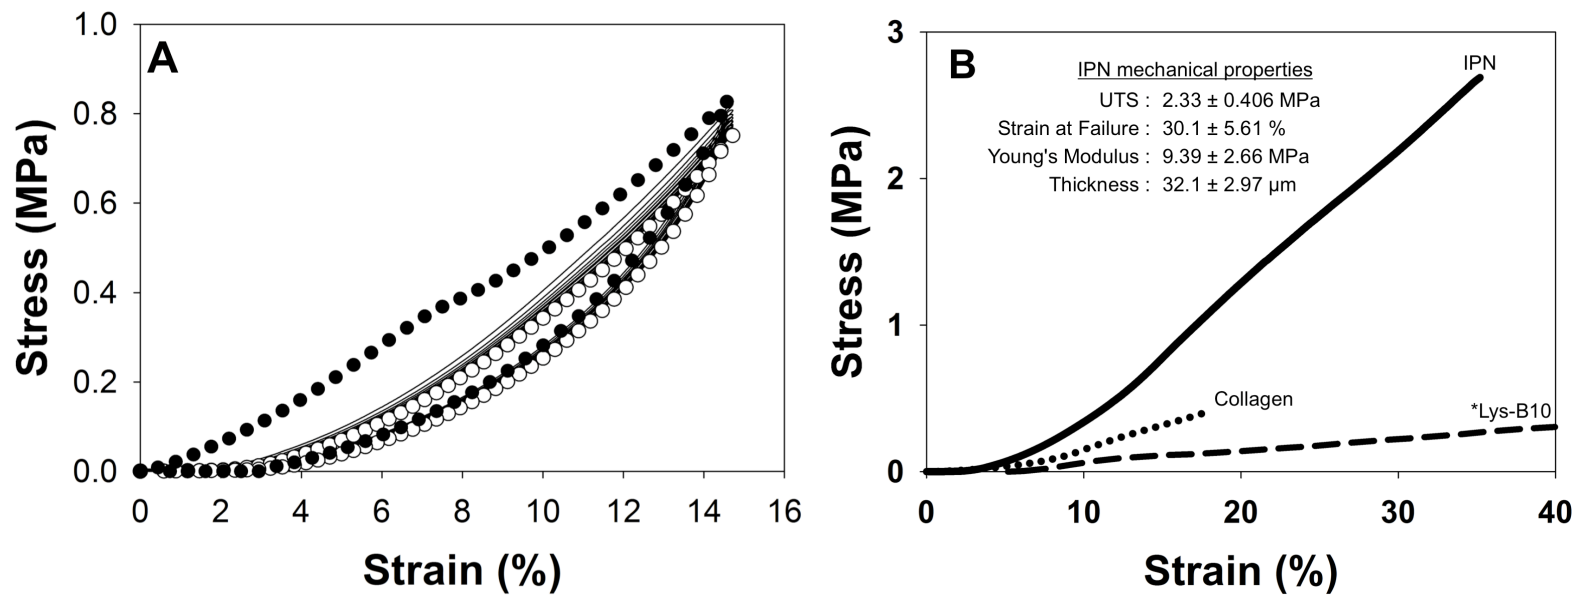 A
Stress (MPa)
1.0
0.8
0.6
0.4
0.2
0.0
0 2 4 6 8 10 12 14 16
Strain (%)
B
Stress (MPa)
3
2
1
0
IPN mechanical properties
UTS : 2.33 ± 0.406 MPa
Strain at Failure : 30.1 ± 5.61 %
Young's Modulus : 9.39 ± 2.66 MPa
Thickness : 32.1 ± 2.97 µm
IPN
Collagen
*Lys-B10
0 10 20 30 40
Strain (%)